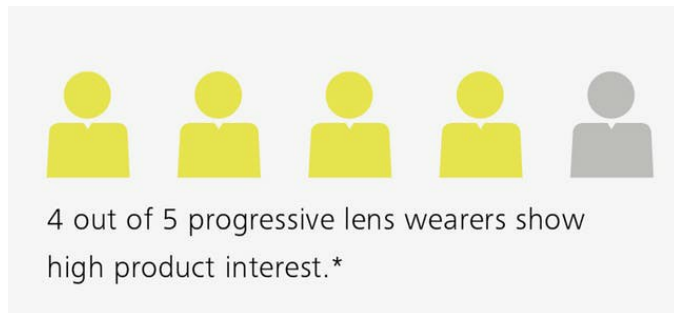 4 out of 5 progressive lens wearers show
high product interest.*